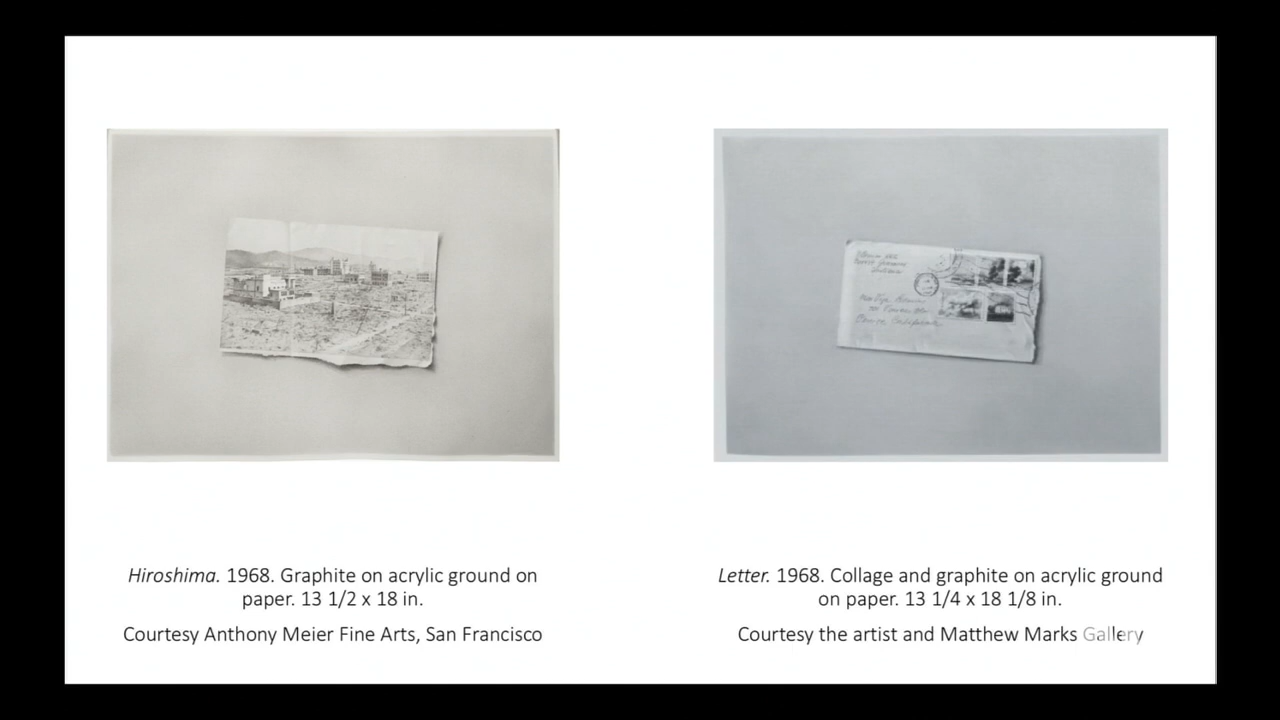 Hiroshima. 1968. Graphite on acrylic ground on
paper. 13 1/2 x 18 in.
Courtesy Anthony Meier Fine Arts, San Francisco
Letter. 1968. Collage and graphite on acrylic ground
on paper. 13 1/4 x 18 1/8 in.
Courtesy the artist and Matthew Marks Gallery